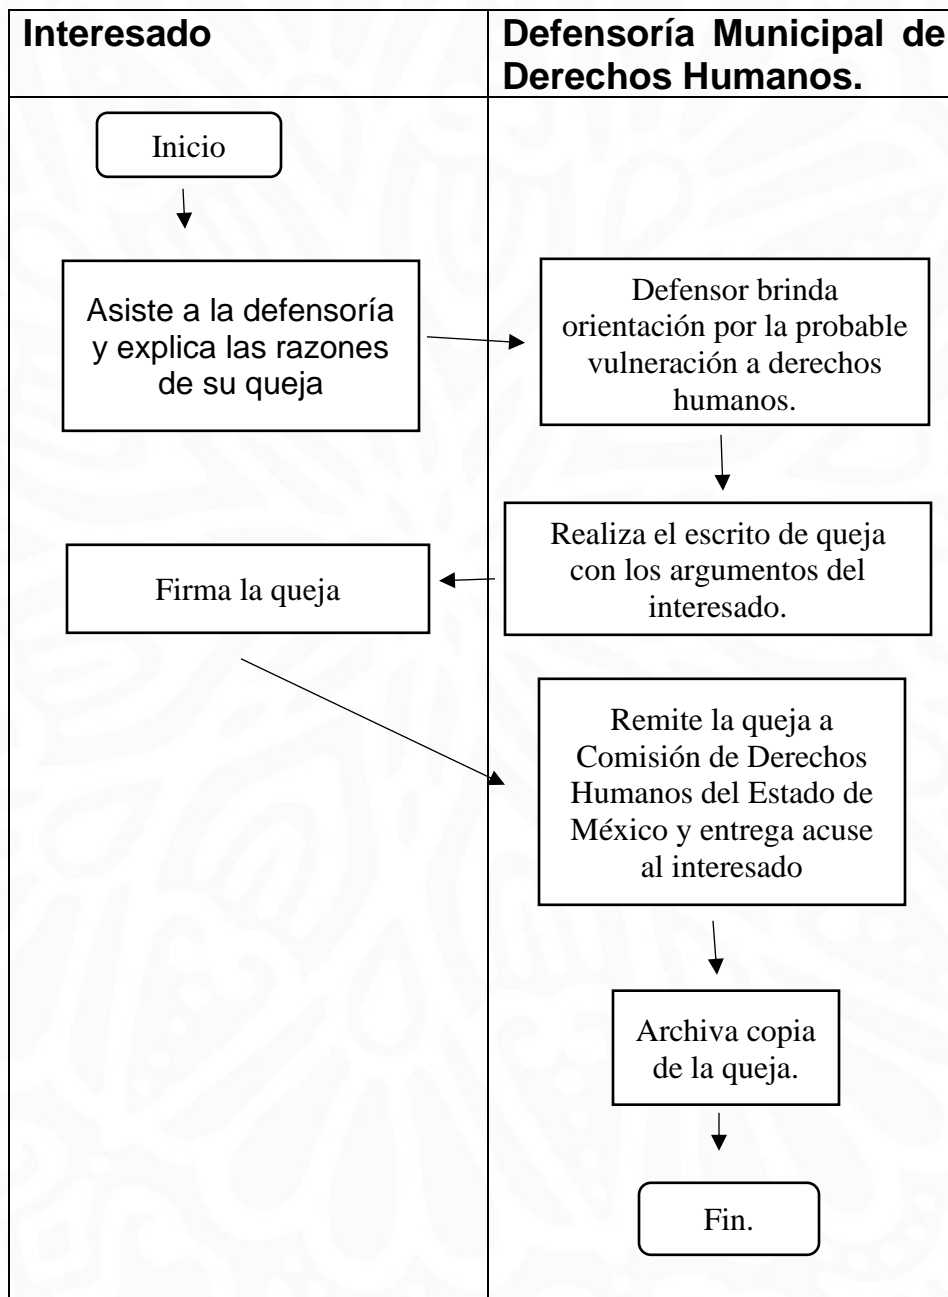 Interesado
Defensoría Municipal de
Derechos Humanos.
Inicio
Asiste a la defensoría
y explica las razones
de su queja
Defensor brinda
orientación por la probable
vulneración a derechos
humanos.
Realiza el escrito de queja
con los argumentos del
interesado.
Firma la queja
Remite la queja a
Comisión de Derechos
Humanos del Estado de
México y entrega acuse
al interesado
Archiva copia
de la queja.
Fin.